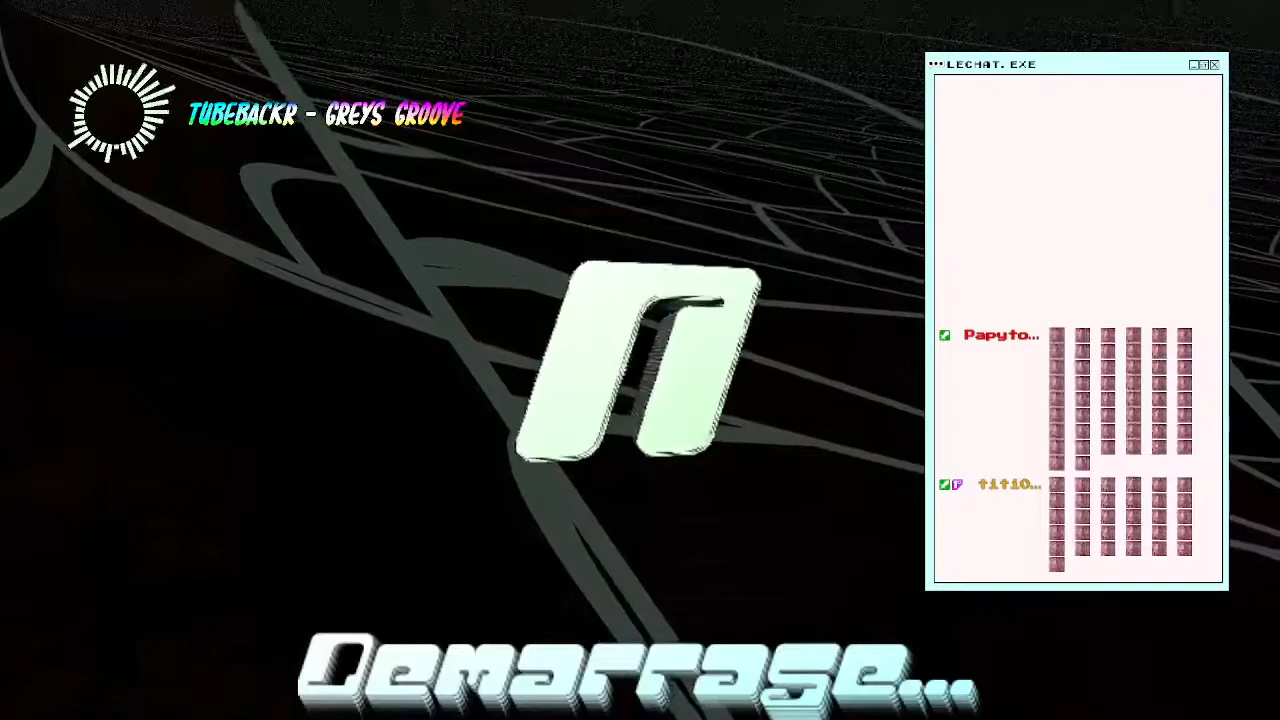 •••LECHAT.EXE
TUBEBACKR - GREYS GROOVE
Papyto...
titiO...
Demarrage...